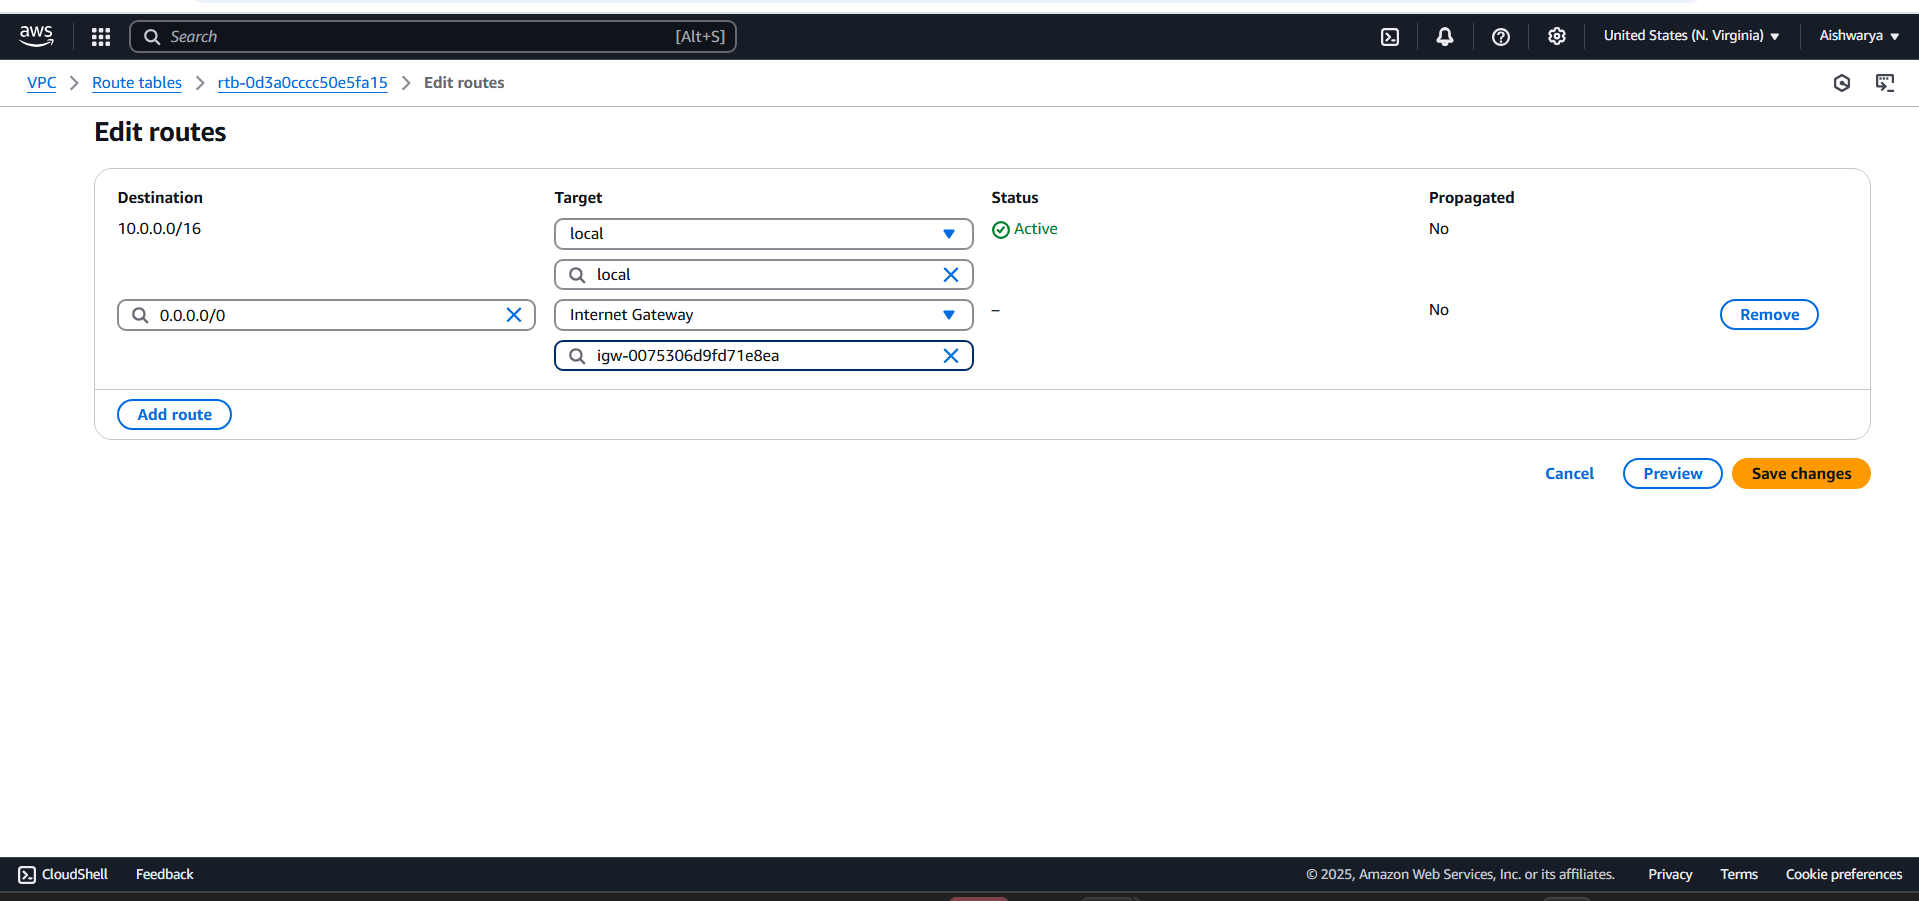 aws
Search [Alt+S]
United States (N. Virginia)
Aishwarya
VPC
Route tables
rtb-0d3a0cccc50e5fa15
Edit routes
Edit routes
Destination Target Status Propagated
10.0.0.0/16 local Active No
local
0.0.0.0/0 Internet Gateway – No Remove
igw-0075306d9fd71e8ea
Add route
Cancel Preview Save changes
CloudShell Feedback © 2025, Amazon Web Services, Inc. or its affiliates. Privacy Terms Cookie preferences